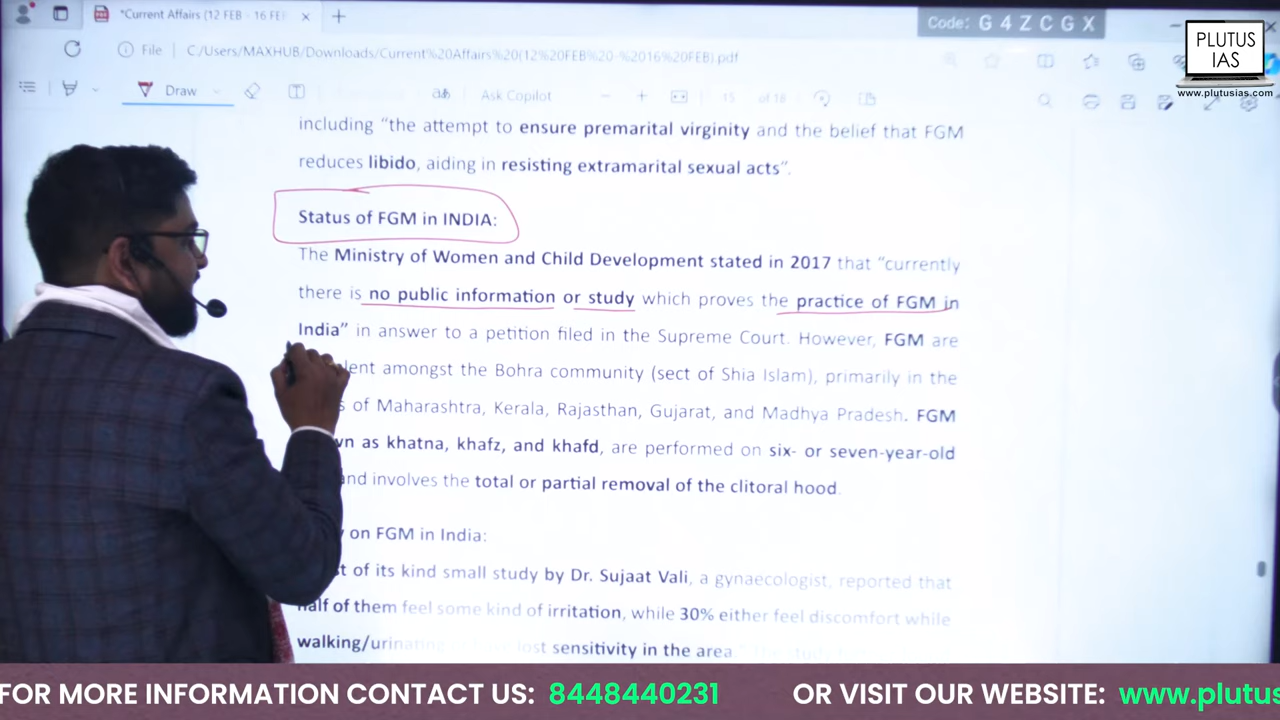 *Current Affairs (12 FEB - 16 FE
Code: G4ZCGX
PLUTUS
IAS
www.plutusias.com
File C:/Users/MAXHUB/Downloads/Current%20Affairs%20(12%20FEB%20-%2016%20FEB).pdf
Draw
Ask Copilot
15 of 18
including “the attempt to ensure premarital virginity and the belief that FGM
reduces libido, aiding in resisting extramarital sexual acts”.
Status of FGM in INDIA:
The Ministry of Women and Child Development stated in 2017 that “currently
there is no public information or study which proves the practice of FGM in
India” in answer to a petition filed in the Supreme Court. However, FGM are
lent amongst the Bohra community (sect of Shia Islam), primarily in the
s of Maharashtra, Kerala, Rajasthan, Gujarat, and Madhya Pradesh. FGM
wn as khatna, khafz, and khafd, are performed on six- or seven-year-old
and involves the total or partial removal of the clitoral hood.
on FGM in India:
t of its kind small study by Dr. Sujaat Vali, a gynaecologist, reported that
half of them feel some kind of irritation, while 30% either feel discomfort while
walking/urinating lost sensitivity in the area
FOR MORE INFORMATION CONTACT US: 8448440231 OR VISIT OUR WEBSITE: www.plutus